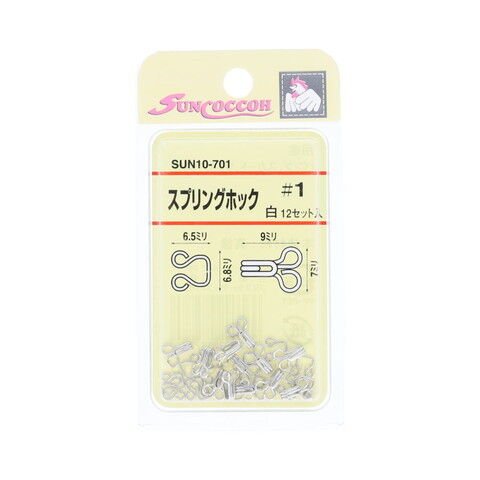 SUNCOCCOH
SUN10-701
スプリングホック #1
白 12セット入
6.5ミリ
6.8ミリ
9ミリ
7ミリ